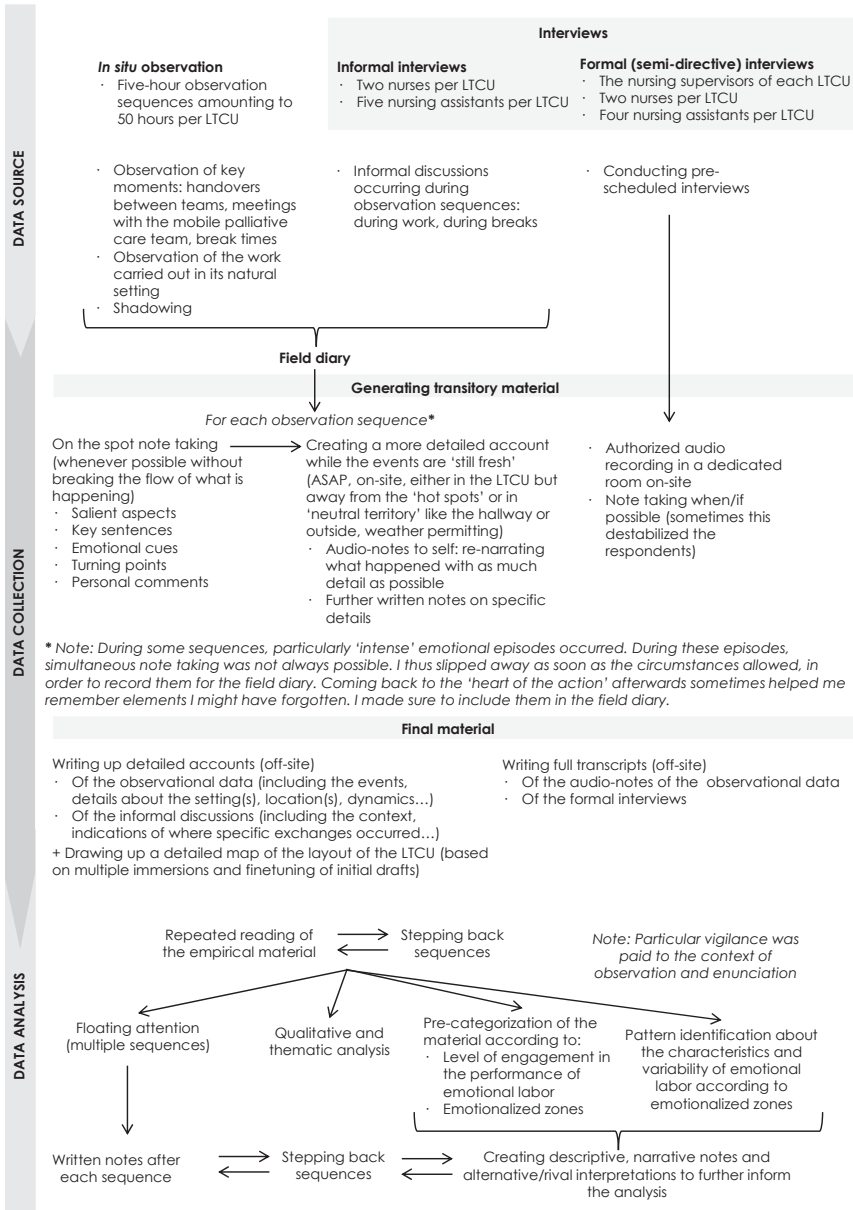 DATA SOURCE
Interviews
In situ observation
· Five-hour observation
sequences amounting to
50 hours per LTCU
Informal interviews
· Two nurses per LTCU
· Five nursing assistants per LTCU
Formal (semi-directive) interviews
· The nursing supervisors of each LTCU
· Two nurses per LTCU
· Four nursing assistants per LTCU
· Observation of key
moments: handovers
between teams, meetings
with the mobile palliative
care team, break times
· Observation of the work
carried out in its natural
setting
· Shadowing
· Informal discussions
occurring during
observation sequences:
during work, during breaks
· Conducting pre-
scheduled interviews
Field diary
DATA COLLECTION
Generating transitory material
For each observation sequence*
On the spot note taking
(whenever possible without
breaking the flow of what is
happening)
· Salient aspects
· Key sentences
· Emotional cues
· Turning points
· Personal comments
Creating a more detailed account
while the events are ‘still fresh’
(ASAP, on-site, either in the LTCU but
away from the ‘hot spots’ or in
‘neutral territory’ like the hallway or
outside, weather permitting)
· Audio-notes to self: re-narrating
what happened with as much
detail as possible
· Further written notes on specific
details
· Authorized audio
recording in a dedicated
room on-site
· Note taking when/if
possible (sometimes this
destabilized the
respondents)
* Note: During some sequences, particularly ‘intense’ emotional episodes occurred. During these episodes,
simultaneous note taking was not always possible. I thus slipped away as soon as the circumstances allowed, in
order to record them for the field diary. Coming back to the ‘heart of the action’ afterwards sometimes helped me
remember elements I might have forgotten. I made sure to include them in the field diary.
Final material
Writing up detailed accounts (off-site)
· Of the observational data (including the events,
details about the setting(s), location(s), dynamics…)
· Of the informal discussions (including the context,
indications of where specific exchanges occurred…)
+ Drawing up a detailed map of the layout of the LTCU (based
on multiple immersions and finetuning of initial drafts)
Writing full transcripts (off-site)
· Of the audio-notes of the observational data
· Of the formal interviews
DATA ANALYSIS
Repeated reading of
the empirical material
Stepping back
sequences
Note: Particular vigilance was
paid to the context of
observation and enunciation
Floating attention
(multiple sequences)
Qualitative and
thematic analysis
Pre-categorization of the
material according to:
· Level of engagement in
the performance of
emotional labor
· Emotionalized zones
Pattern identification about
the characteristics and
variability of emotional
labor according to
emotionalized zones
Written notes after
each sequence
Stepping back
sequences
Creating descriptive, narrative notes and
alternative/rival interpretations to further inform
the analysis